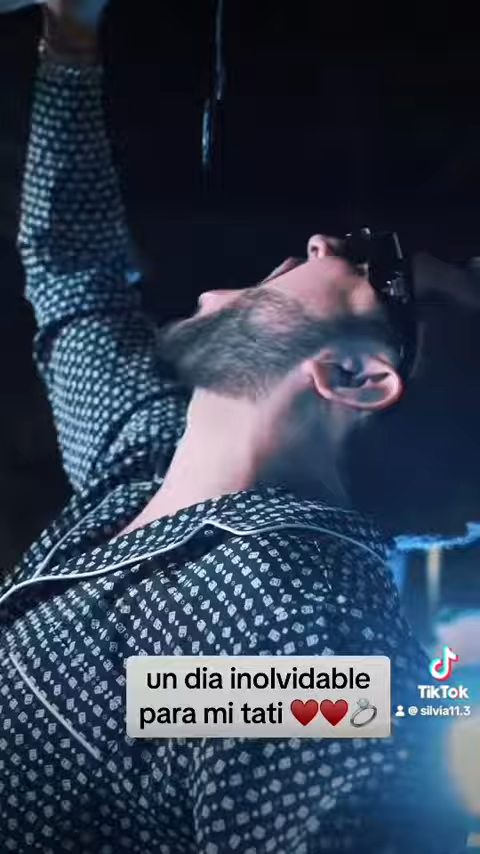 un dia inolvidable
para mi tati ❤️❤️💍
TikTok
@ silvia11.3